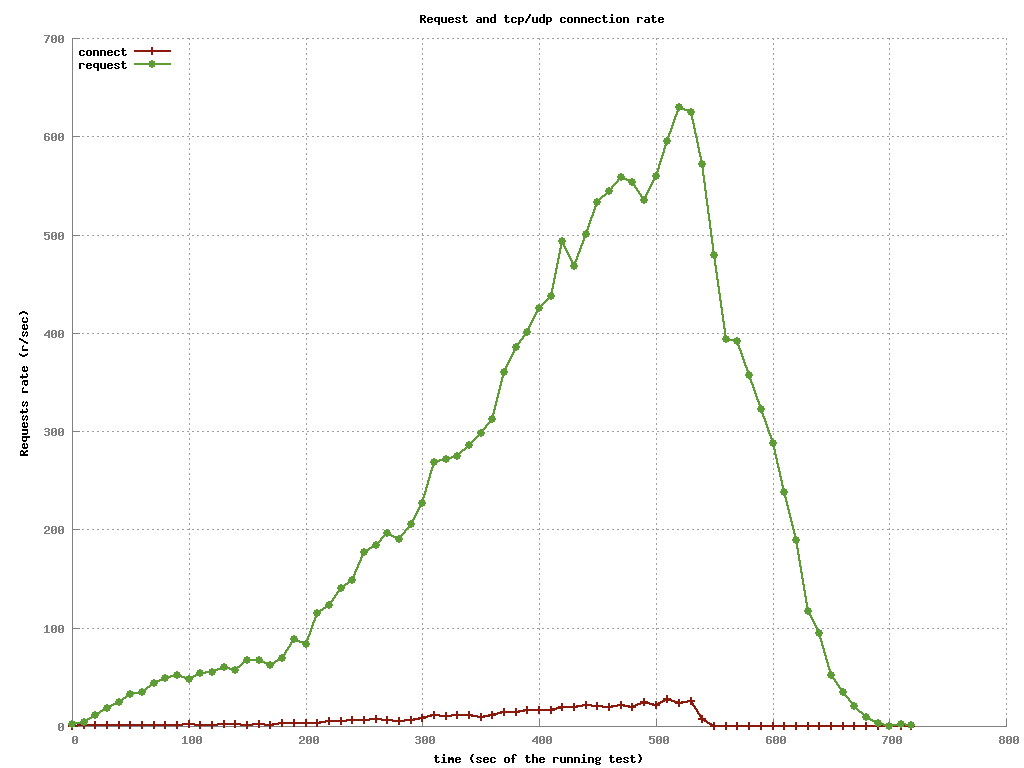 Request and tcp/udp connection rate
700
connect
request
600
500
400
Requests rate (r/sec)
300
200
100
0
0 100 200 300 400 500 600 700 800
time (sec of the running test)